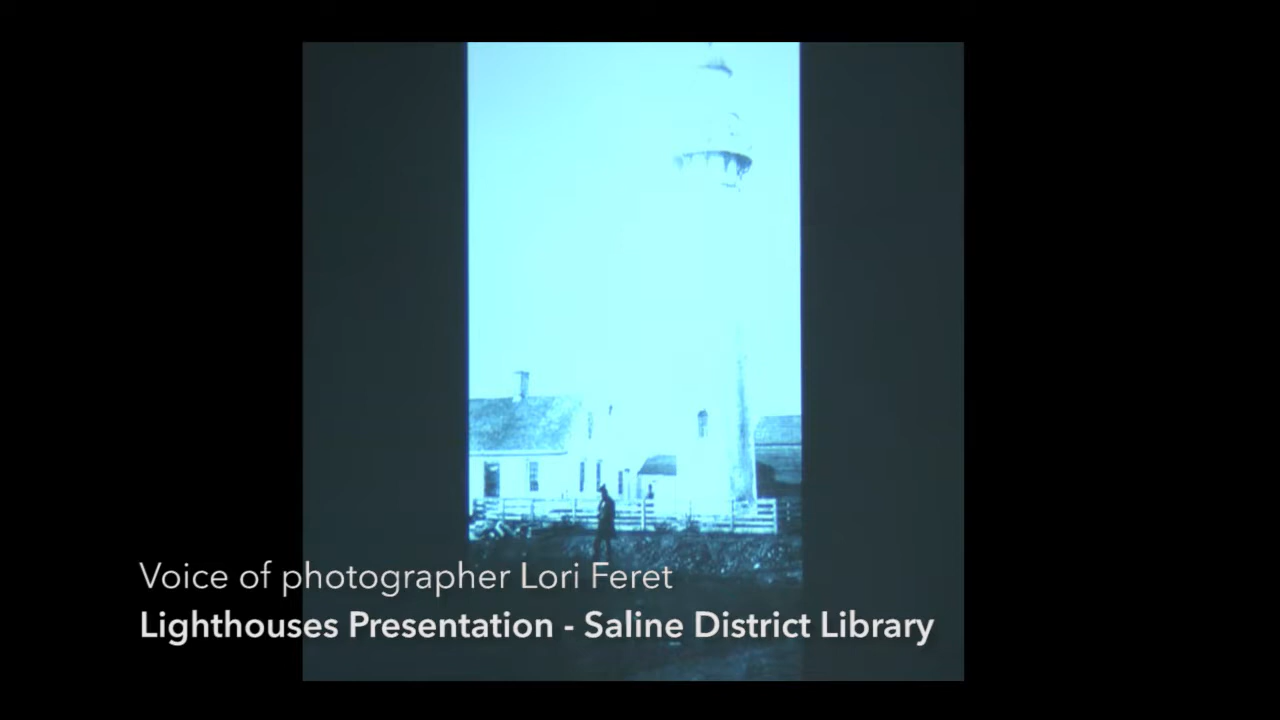 Voice of photographer Lori Feret
Lighthouses Presentation - Saline District Library